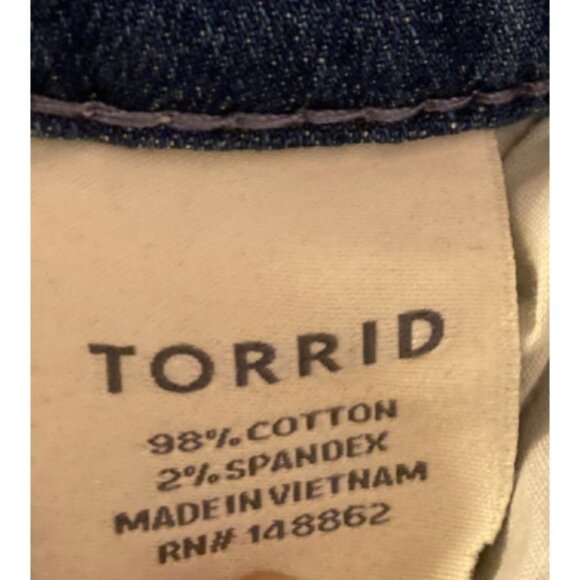 TORRID
98% COTTON
2% SPANDEX
MADE IN VIETNAM
RN# 148862